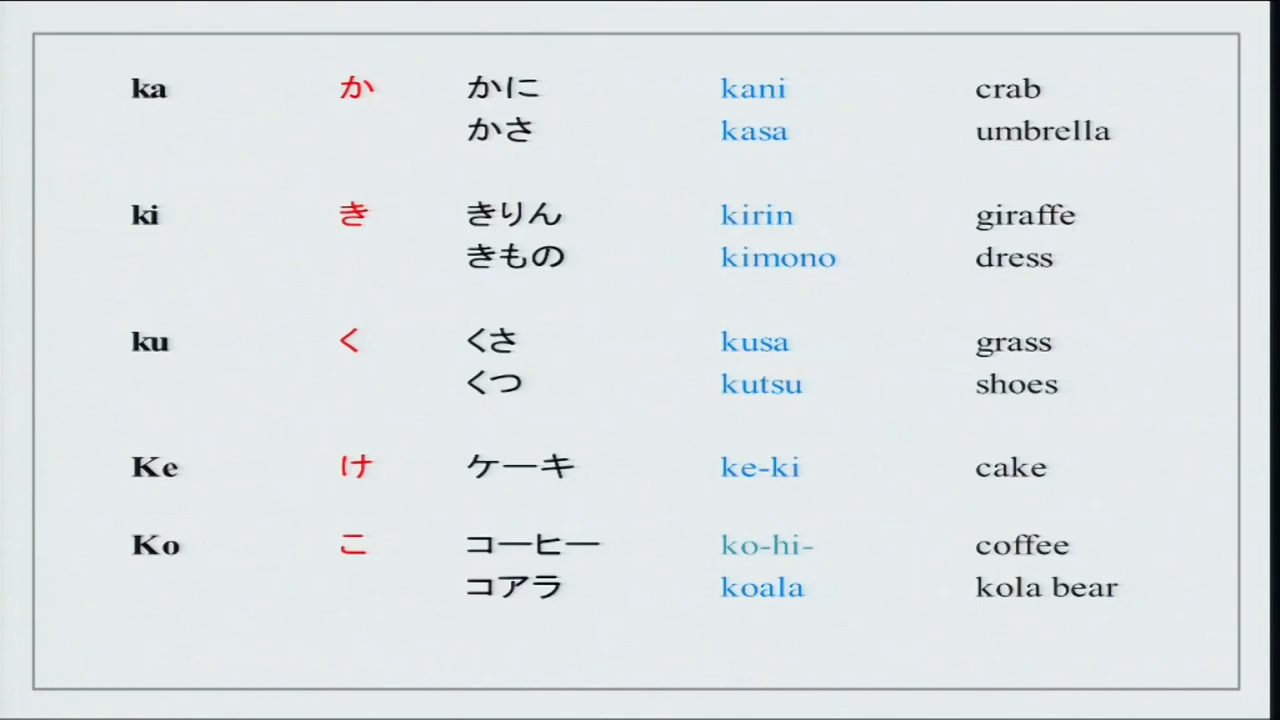 ka か かに kani crab
かさ kasa umbrella
ki き きりん kirin giraffe
きもの kimono dress
ku く くさ kusa grass
くつ kutsu shoes
Ke け ケーキ ke-ki cake
Ko こ コーヒー ko-hi- coffee
コアラ koala kola bear